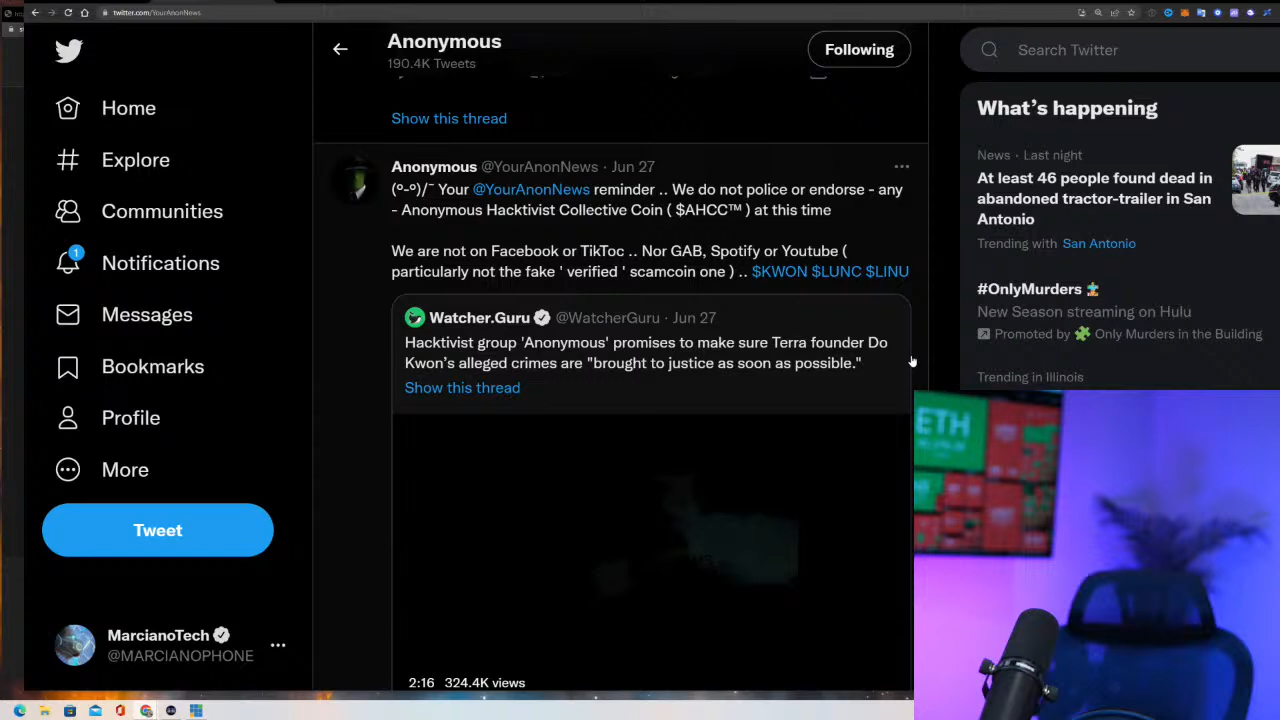 twitter.com/YourAnonNews
Anonymous
190.4K Tweets
Following
Search Twitter
Home
Explore
Communities
1
Notifications
Messages
Bookmarks
Profile
More
Tweet
MarcianoTech
@MARCIANOPHONE
Show this thread
Anonymous @YourAnonNews · Jun 27
(º-º)/¯ Your @YourAnonNews reminder .. We do not police or endorse - any
- Anonymous Hacktivist Collective Coin ( $AHCC™ ) at this time
We are not on Facebook or TikToc .. Nor GAB, Spotify or Youtube (
particularly not the fake ' verified ' scamcoin one ) .. $KWON $LUNC $LINU
Watcher.Guru @WatcherGuru · Jun 27
Hacktivist group 'Anonymous' promises to make sure Terra founder Do
Kwon's alleged crimes are "brought to justice as soon as possible."
Show this thread
2:16 324.4K views
What's happening
News · Last night
At least 46 people found dead in
abandoned tractor-trailer in San
Antonio
Trending with San Antonio
#OnlyMurders
New Season streaming on Hulu
Promoted by Only Murders in the Building
Trending in Illinois
ETH